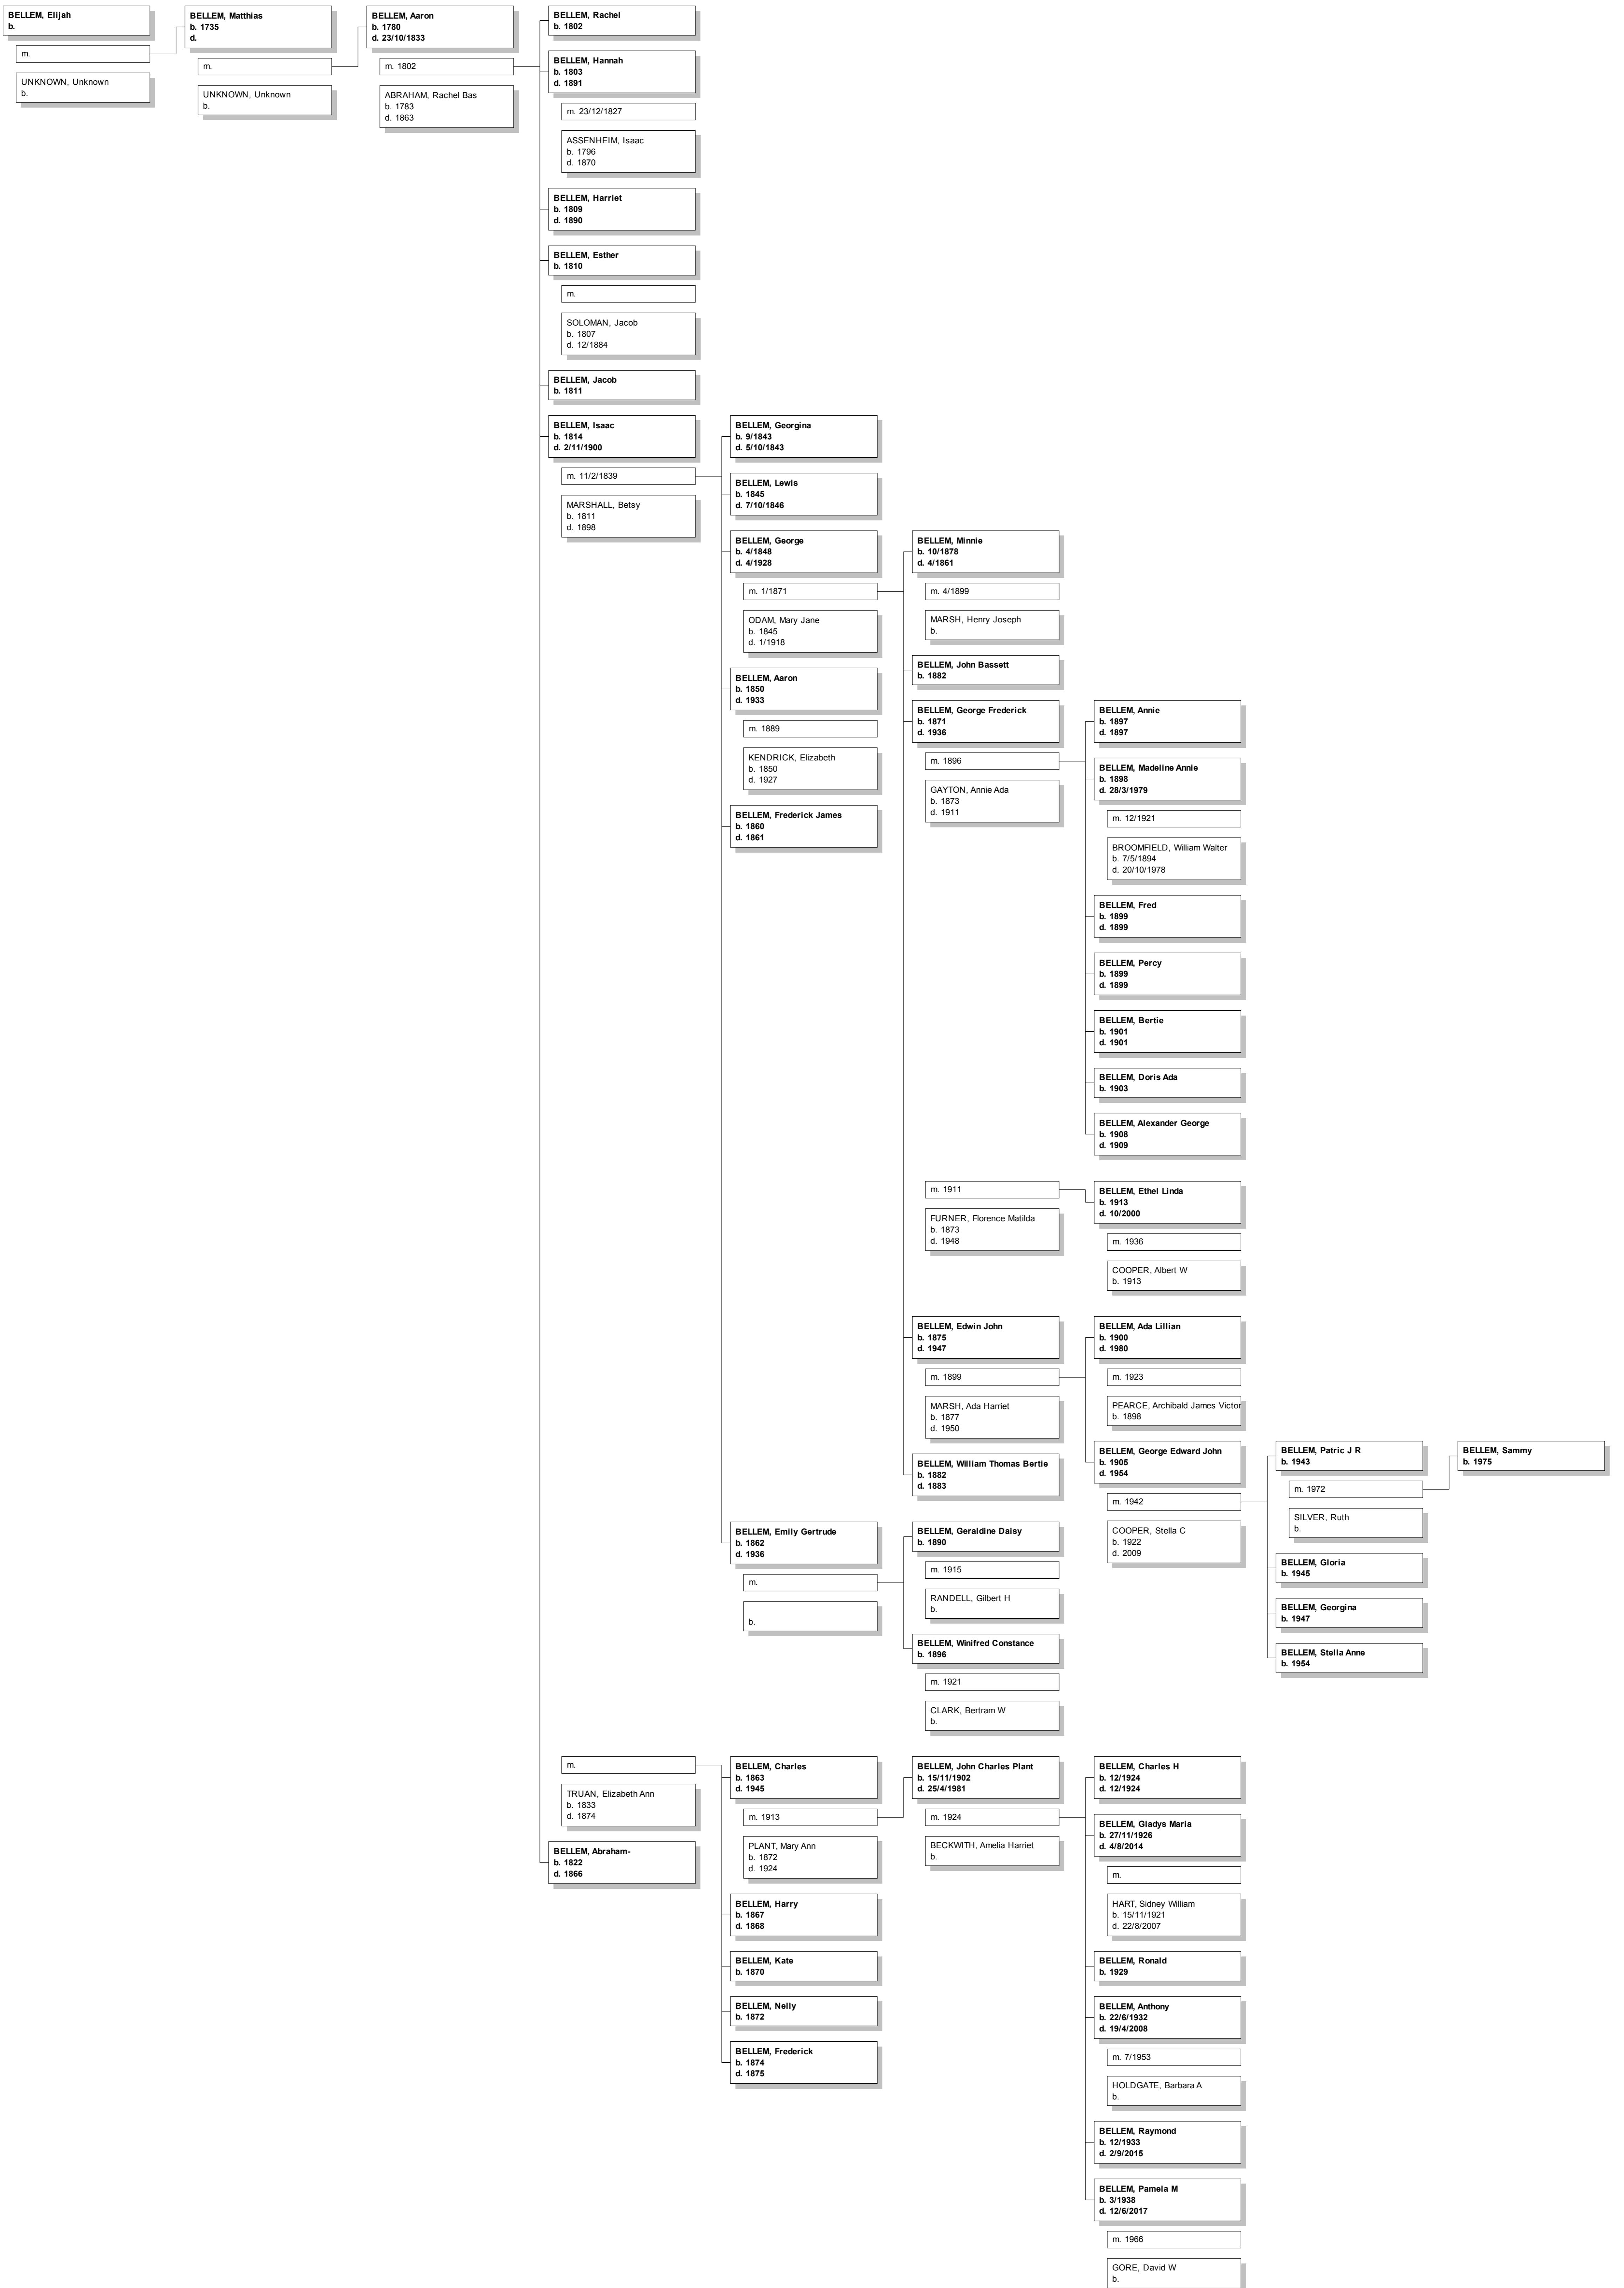 BELLEM, Elijah
b.
m.
UNKNOWN, Unknown
b.
BELLEM, Matthias
b. 1735
d.
m.
UNKNOWN, Unknown
b.
BELLEM, Aaron
b. 1780
d. 23/10/1833
m. 1802
ABRAHAM, Rachel Bas
b. 1783
d. 1863
BELLEM, Rachel
b. 1802
BELLEM, Hannah
b. 1803
d. 1891
m. 23/12/1827
ASSENHEIM, Isaac
b. 1796
d. 1870
BELLEM, Harriet
b. 1809
d. 1890
BELLEM, Esther
b. 1810
m.
SOLOMAN, Jacob
b. 1807
d. 12/1884
BELLEM, Jacob
b. 1811
BELLEM, Isaac
b. 1814
d. 2/11/1900
m. 11/2/1839
MARSHALL, Betsy
b. 1811
d. 1898
BELLEM, Georgina
b. 9/1843
d. 5/10/1843
BELLEM, Lewis
b. 1845
d. 7/10/1846
BELLEM, George
b. 4/1848
d. 4/1928
m. 1/1871
ODAM, Mary Jane
b. 1845
d. 1/1918
BELLEM, Minnie
b. 10/1878
d. 4/1861
m. 4/1899
MARSH, Henry Joseph
b.
BELLEM, John Bassett
b. 1882
BELLEM, George Frederick
b. 1871
d. 1936
m. 1896
GAYTON, Annie Ada
b. 1873
d. 1911
BELLEM, Annie
b. 1897
d. 1897
BELLEM, Madeline Annie
b. 1898
d. 28/3/1979
m. 12/1921
BROOMFIELD, William Walter
b. 7/5/1894
d. 20/10/1978
BELLEM, Fred
b. 1899
d. 1899
BELLEM, Percy
b. 1899
d. 1899
BELLEM, Bertie
b. 1901
d. 1901
BELLEM, Doris Ada
b. 1903
BELLEM, Alexander George
b. 1908
d. 1909
m. 1911
FURNER, Florence Matilda
b. 1873
d. 1948
BELLEM, Ethel Linda
b. 1913
d. 10/2000
m. 1936
COOPER, Albert W
b. 1913
BELLEM, Edwin John
b. 1875
d. 1947
m. 1899
MARSH, Ada Harriet
b. 1877
d. 1950
BELLEM, Ada Lillian
b. 1900
d. 1980
m. 1923
PEARCE, Archibald James Victor
b. 1898
BELLEM, George Edward John
b. 1905
d. 1954
m. 1942
COOPER, Stella C
b. 1922
d. 2009
BELLEM, Patric J R
b. 1943
m. 1972
SILVER, Ruth
b.
BELLEM, Sammy
b. 1975
BELLEM, Gloria
b. 1945
BELLEM, Georgina
b. 1947
BELLEM, Stella Anne
b. 1954
BELLEM, William Thomas Bertie
b. 1882
d. 1883
BELLEM, Aaron
b. 1850
d. 1933
m. 1889
KENDRICK, Elizabeth
b. 1850
d. 1927
BELLEM, Frederick James
b. 1860
d. 1861
BELLEM, Emily Gertrude
b. 1862
d. 1936
m.
b.
BELLEM, Geraldine Daisy
b. 1890
m. 1915
RANDELL, Gilbert H
b.
BELLEM, Winifred Constance
b. 1896
m. 1921
CLARK, Bertram W
b.
m.
TRUAN, Elizabeth Ann
b. 1833
d. 1874
BELLEM, Charles
b. 1863
d. 1945
m. 1913
PLANT, Mary Ann
b. 1872
d. 1924
BELLEM, John Charles Plant
b. 15/11/1902
d. 25/4/1981
m. 1924
BECKWITH, Amelia Harriet
b.
BELLEM, Charles H
b. 12/1924
d. 12/1924
BELLEM, Gladys Maria
b. 27/11/1926
d. 4/8/2014
m.
HART, Sidney William
b. 15/11/1921
d. 22/8/2007
BELLEM, Ronald
b. 1929
BELLEM, Anthony
b. 22/6/1932
d. 19/4/2008
m. 7/1953
HOLDGATE, Barbara A
b.
BELLEM, Raymond
b. 12/1933
d. 2/9/2015
BELLEM, Pamela M
b. 3/1938
d. 12/6/2017
m. 1966
GORE, David W
b.
BELLEM, Harry
b. 1867
d. 1868
BELLEM, Kate
b. 1870
BELLEM, Nelly
b. 1872
BELLEM, Frederick
b. 1874
d. 1875
BELLEM, Abraham-
b. 1822
d. 1866